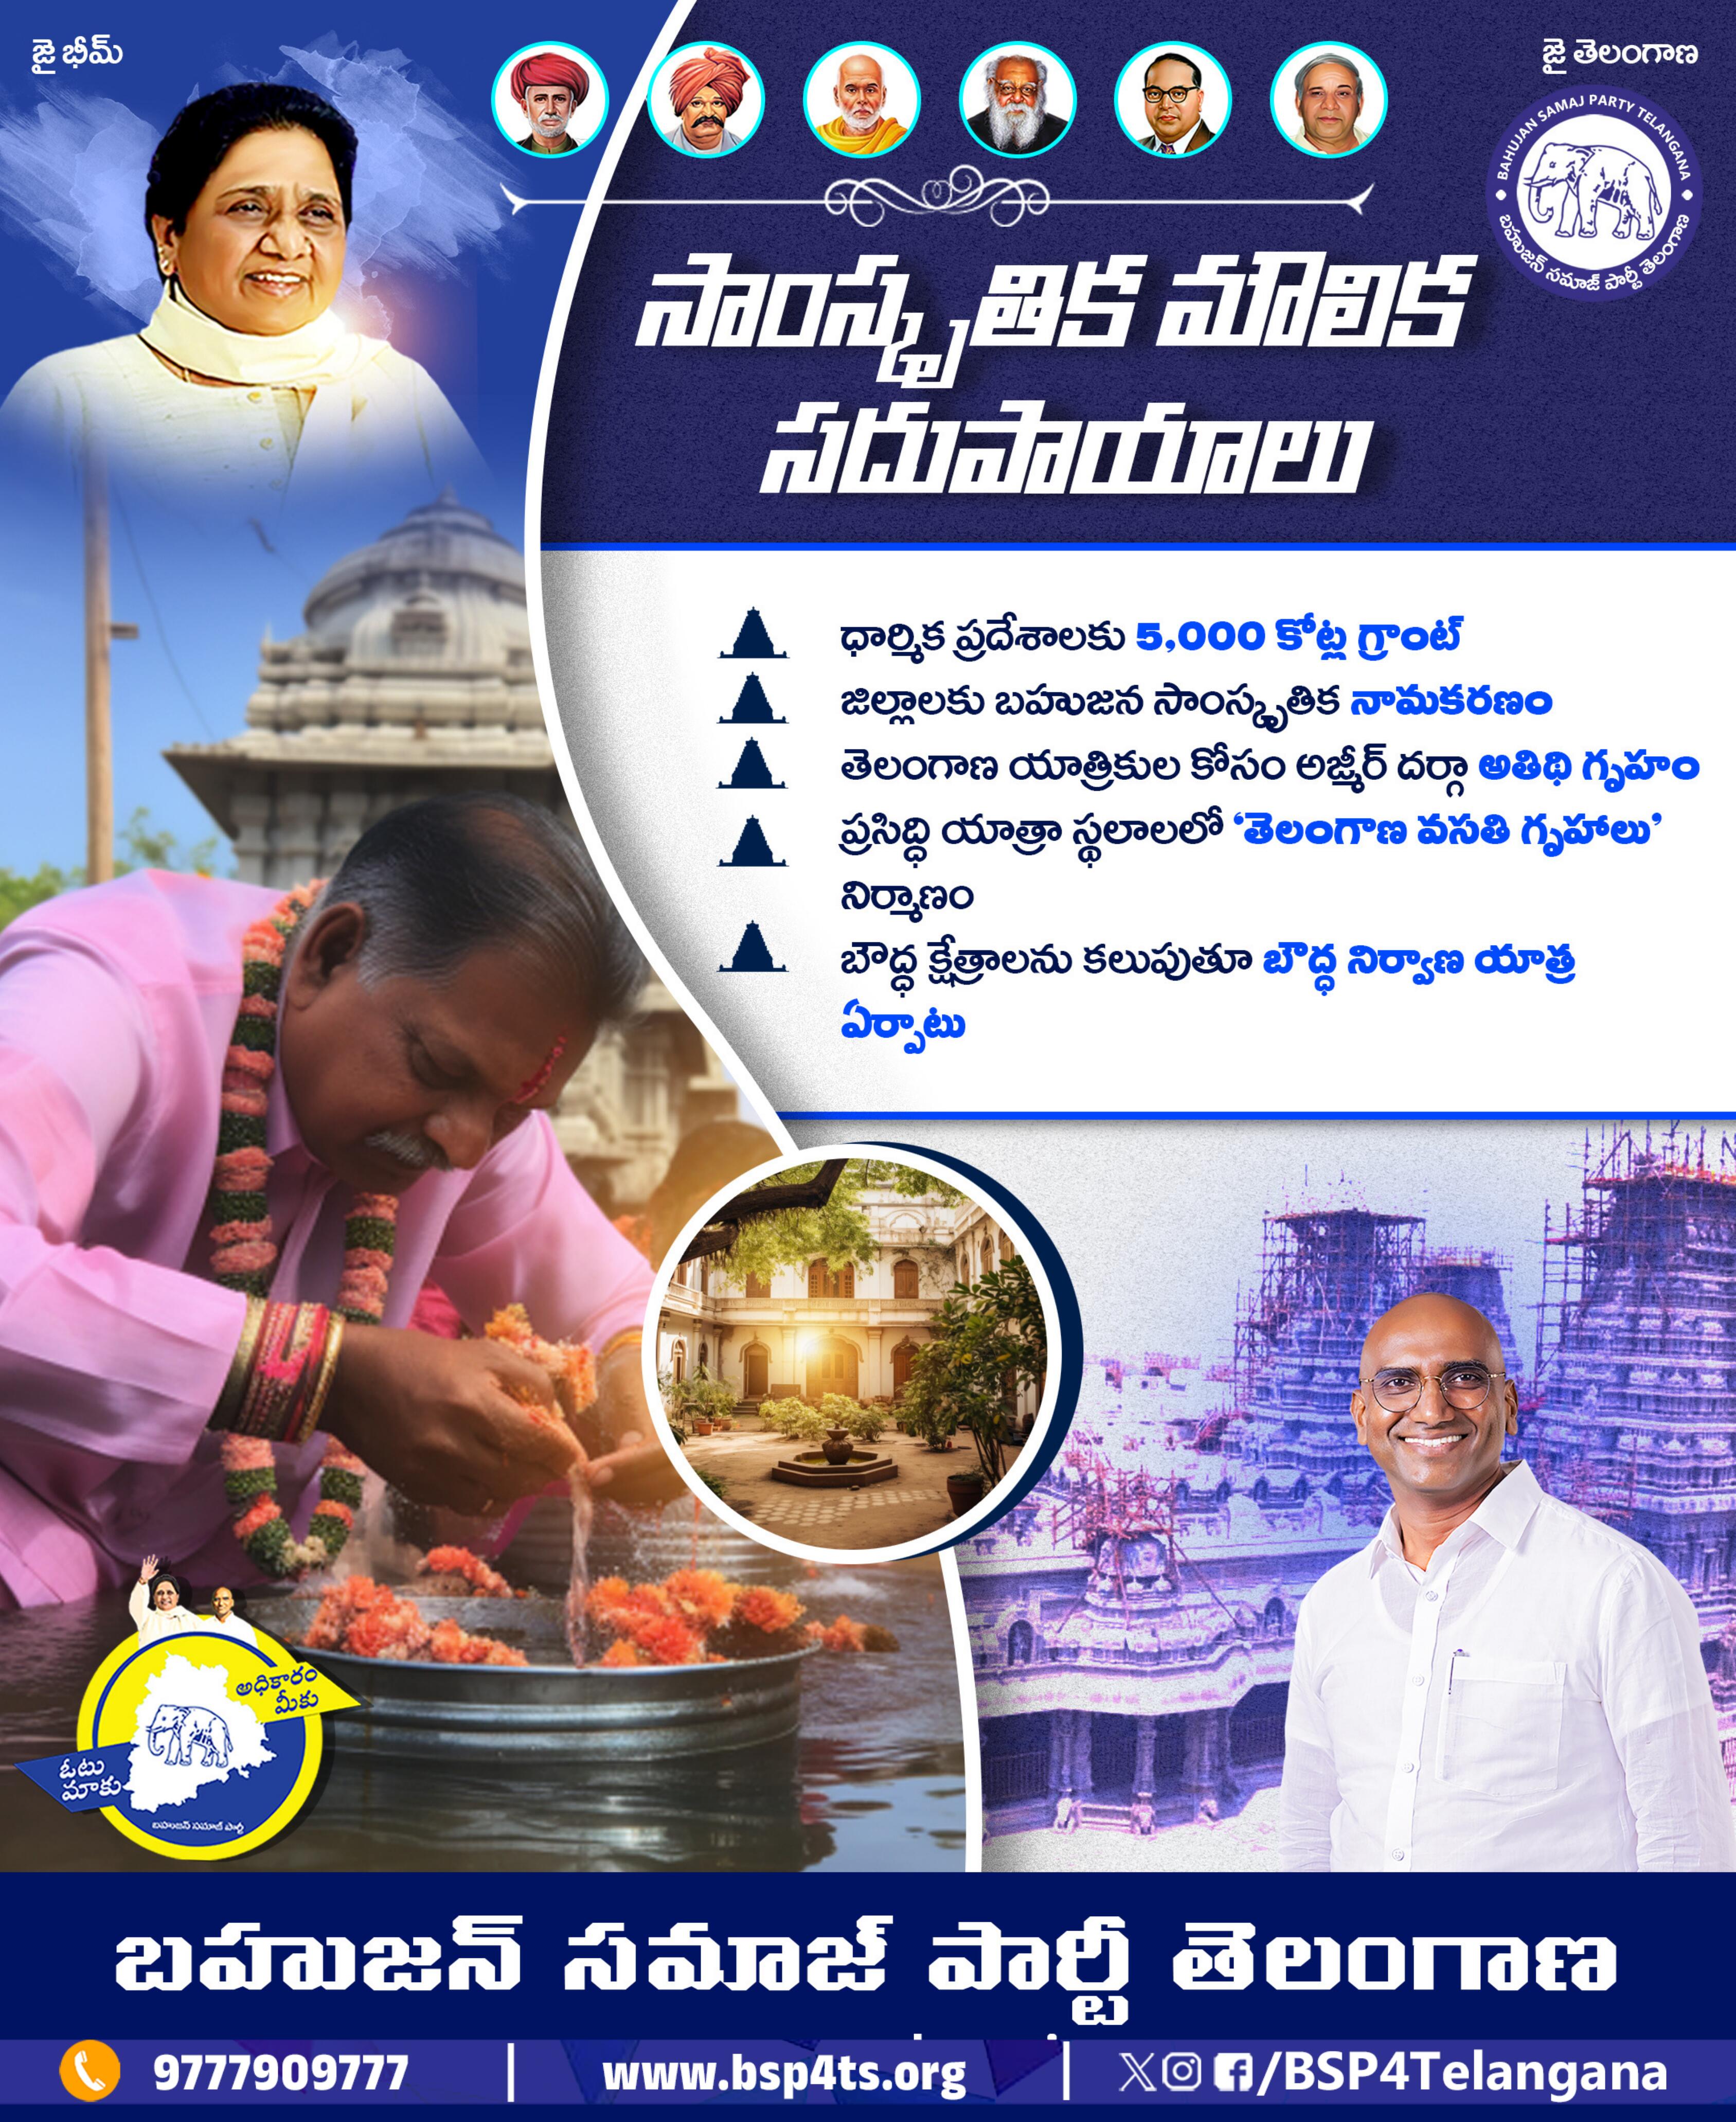 జై భీమ్
జై తెలంగాణ
BAHUJAN SAMAJ PARTY TELANGANA
బహుజన్ సమాజ్ పార్టీ తెలంగాణ
సాంస్కృతిక మౌలిక
సదుపాయాలు
ధార్మిక ప్రదేశాలకు 5,000 కోట్ల గ్రాంట్
జిల్లాలకు బహుజన సాంస్కృతిక నామకరణం
తెలంగాణ యాత్రికుల కోసం అజ్మీర్ దర్గా అతిథి గృహం
ప్రసిద్ధి యాత్రా స్థలాలలో ‘తెలంగాణ వసతి గృహాలు’
నిర్మాణం
బౌద్ధ క్షేత్రాలను కలుపుతూ బౌద్ధ నిర్వాణ యాత్ర
ఏర్పాటు
అధికారం
మీకు
ఓటు
మాకు
బహుజన్ సమాజ్ పార్టీ
బహుజన్ సమాజ్ పార్టీ తెలంగాణ
9777909777 | www.bsp4ts.org | /BSP4Telangana